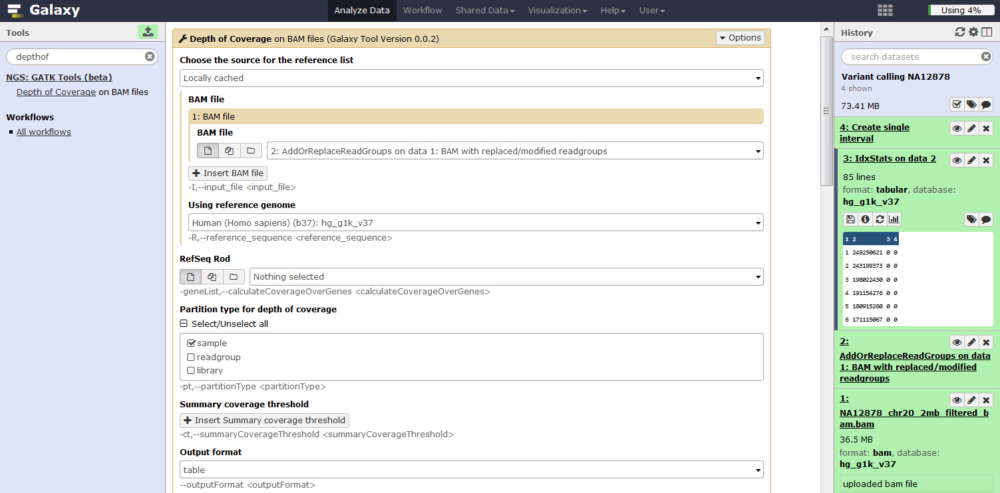 Galaxy
Analyze Data Workflow Shared Data Visualization Help User
Using 4%
Tools
depthof
NGS: GATK Tools (beta)
Depth of Coverage on BAM files
Workflows
All workflows
Depth of Coverage on BAM files (Galaxy Tool Version 0.0.2)
Options
Choose the source for the reference list
Locally cached
BAM file
1: BAM file
BAM file
2: AddOrReplaceReadGroups on data 1: BAM with replaced/modified readgroups
Insert BAM file
-I,--input_file <input_file>
Using reference genome
Human (Homo sapiens) (b37): hg_g1k_v37
-R,--reference_sequence <reference_sequence>
RefSeq Rod
Nothing selected
-geneList,--calculateCoverageOverGenes <calculateCoverageOverGenes>
Partition type for depth of coverage
Select/Unselect all
sample
readgroup
library
-pt,--partitionType <partitionType>
Summary coverage threshold
Insert Summary coverage threshold
-ct,--summaryCoverageThreshold <summaryCoverageThreshold>
Output format
table
--outputFormat <outputFormat>
History
search datasets
Variant calling NA12878
4 shown
73.41 MB
4: Create single
interval
3: IdxStats on data 2
85 lines
format: tabular, database:
hg_g1k_v37
1 2 3 4
1 249250621 0 0
2 243199373 0 0
3 198022430 0 0
4 191154276 0 0
5 180915260 0 0
6 171115067 0 0
2:
AddOrReplaceReadGroups on data
1: BAM with replaced/modified
readgroups
1:
NA12878_chr20_2mb_filtered_b
am.bam
36.5 MB
format: bam, database:
hg_g1k_v37
uploaded bam file